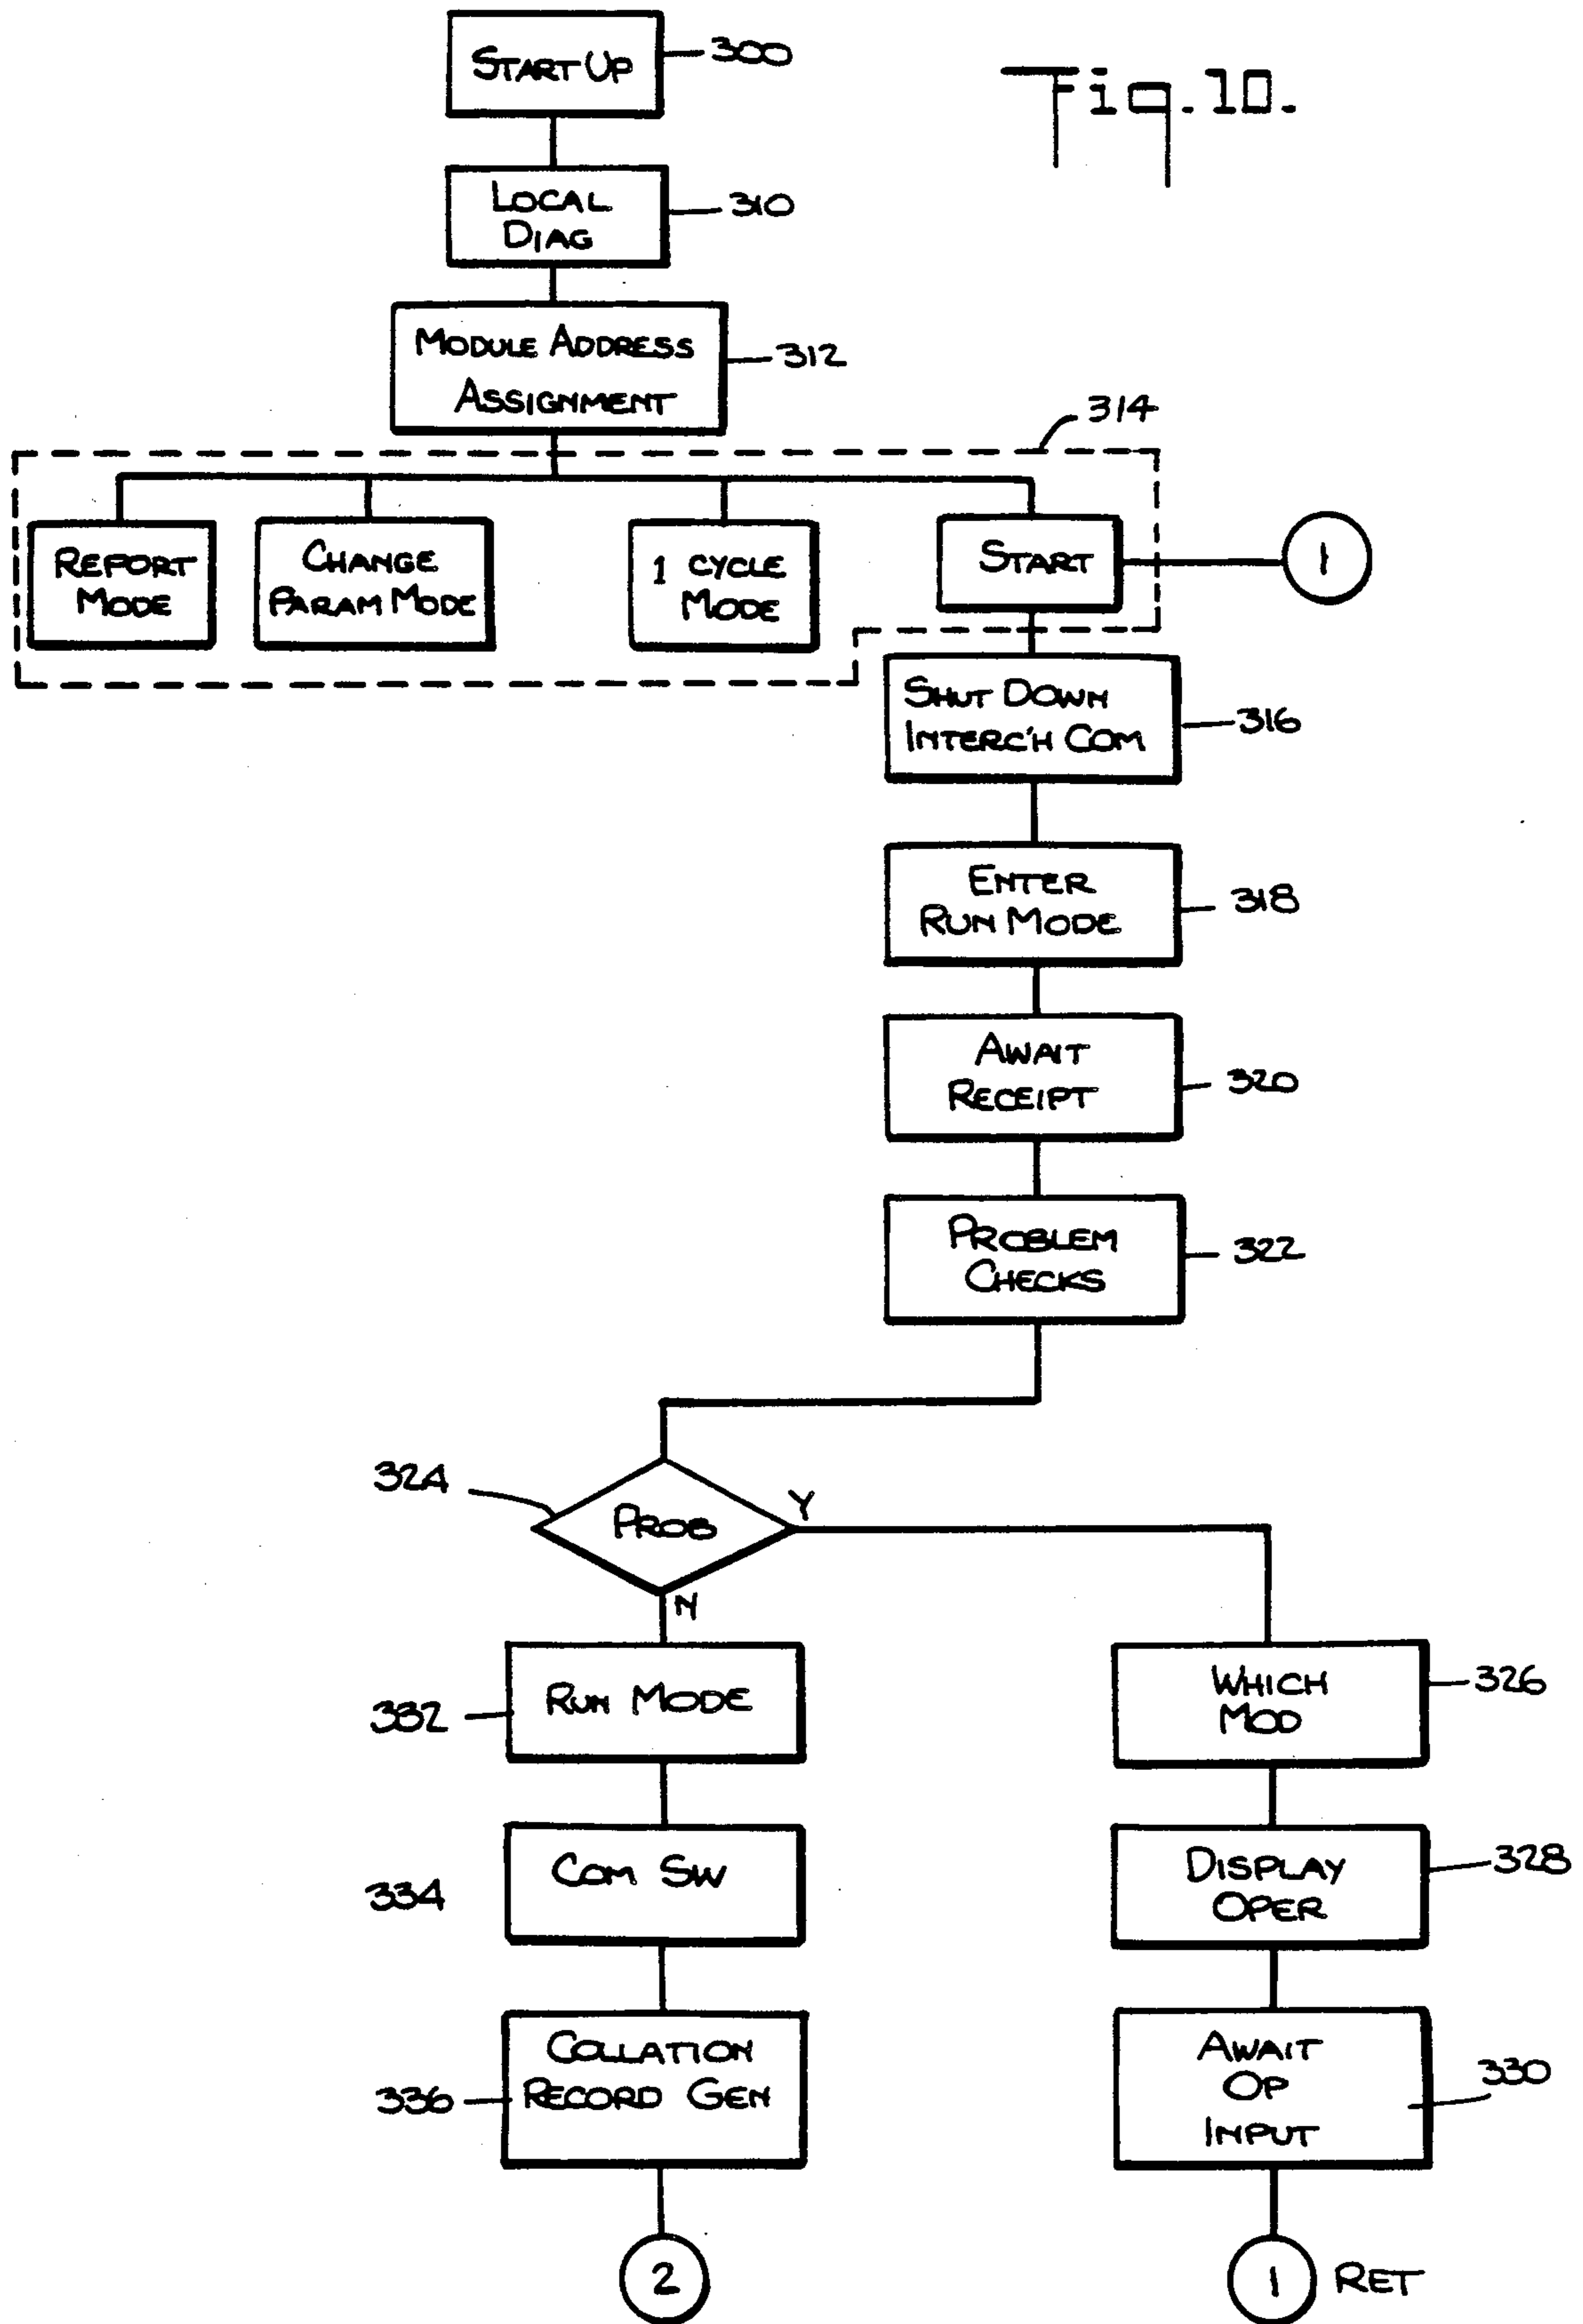 START UP
300
Fig.10.
LOCAL
DIAG
310
MODULE ADDRESS
ASSIGNMENT
312
314
REPORT
MODE
CHANGE
PARAM MODE
1 CYCLE
MODE
START
1
SHUT DOWN
INTERC'H COM
316
ENTER
RUN MODE
318
AWAIT
RECEIPT
320
PROBLEM
CHECKS
322
324
PROB
Y
N
332
RUN MODE
WHICH
MOD
326
334
COM SW
DISPLAY
OPER
328
336
COLLATION
RECORD GEN
AWAIT
OP
INPUT
330
2
1 RET